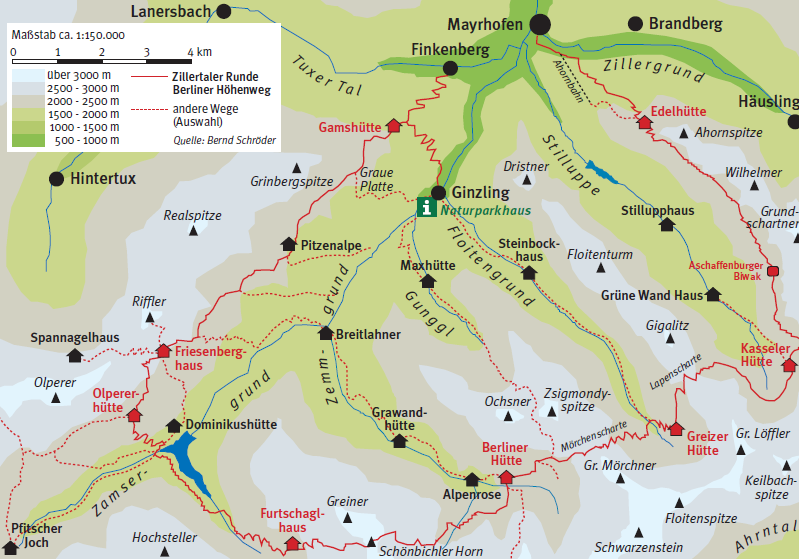 Lanersbach
Mayrhofen
Brandberg
Maßstab ca. 1:150.000
0 1 2 3 4 km
über 3000 m
2500 - 3000 m
2000 - 2500 m
1500 - 2000 m
1000 - 1500 m
500 - 1000 m
Zillertaler Runde
Berliner Höhenweg
andere Wege
(Auswahl)
Quelle: Bernd Schröder
Finkenberg
Tuxer Tal
Ahornbahn
Zillergrund
Häusling
Gamshütte
Edelhütte
Ahornspitze
Stilluppe
Hintertux
Grinbergspitze
Graue
Platte
Dristner
Wilhelmer
Ginzling
Naturparkhaus
Realspitze
Stillupphaus
Grund-
schartner
Pitzenalpe
Steinbock-
haus
Floitengrund
Floitenturm
Maxhütte
Aschaffenburger
Biwak
Gunggl
Grüne Wand Haus
Riffler
Zemm-
grund
Gigalitz
Spannagelhaus
Friesenberg-
haus
Breitlahner
Kasseler
Hütte
Lapenscharte
Olperer
Olperer-
hütte
Ochsner
Zsigmondy-
spitze
Dominikushütte
Grawand-
hütte
Mörchenscharte
Greizer
Hütte
Gr. Löffler
Berliner
Hütte
Gr. Mörchner
Keilbach-
spitze
Zamser-
grund
Alpenrose
Greiner
Furtschagl-
haus
Floitenspitze
Pfitscher
Joch
Hochsteller
Schönbichler Horn
Schwarzenstein
Ahrntal